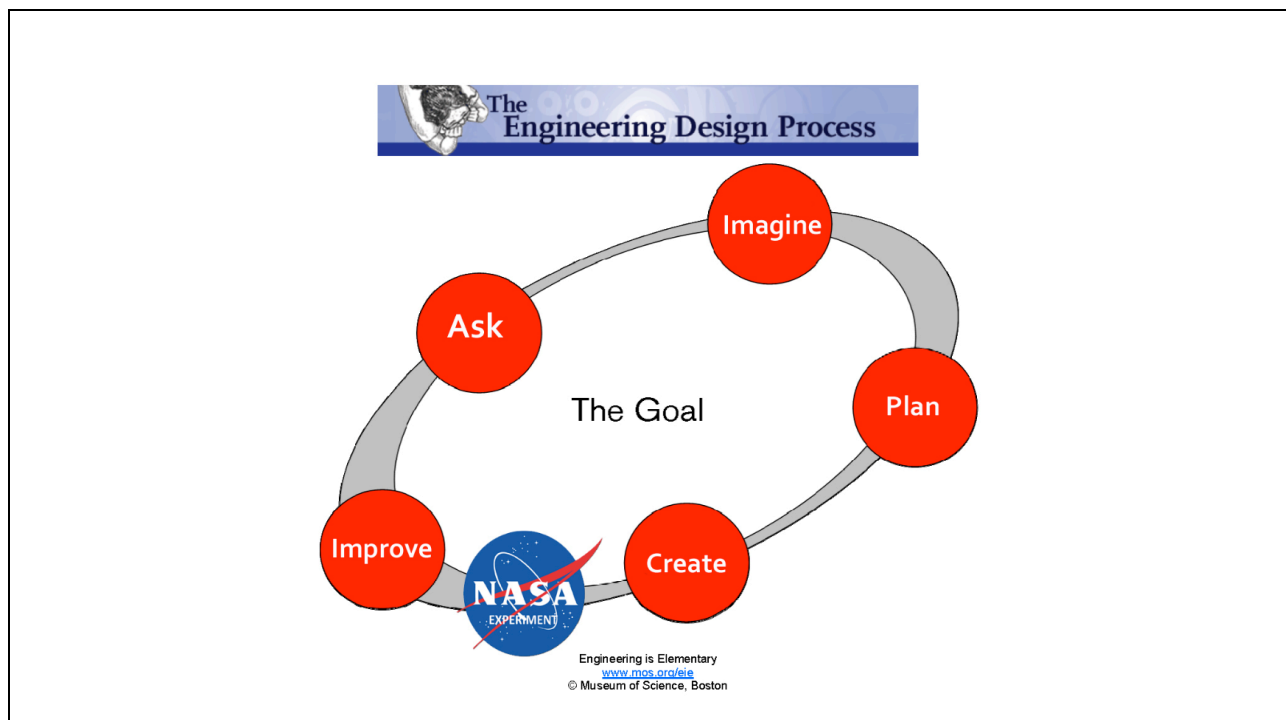 The
Engineering Design Process
Imagine
Ask
The Goal
Plan
Improve
NASA
EXPERIMENT
Create
Engineering is Elementary
www.mos.org/eie
© Museum of Science, Boston